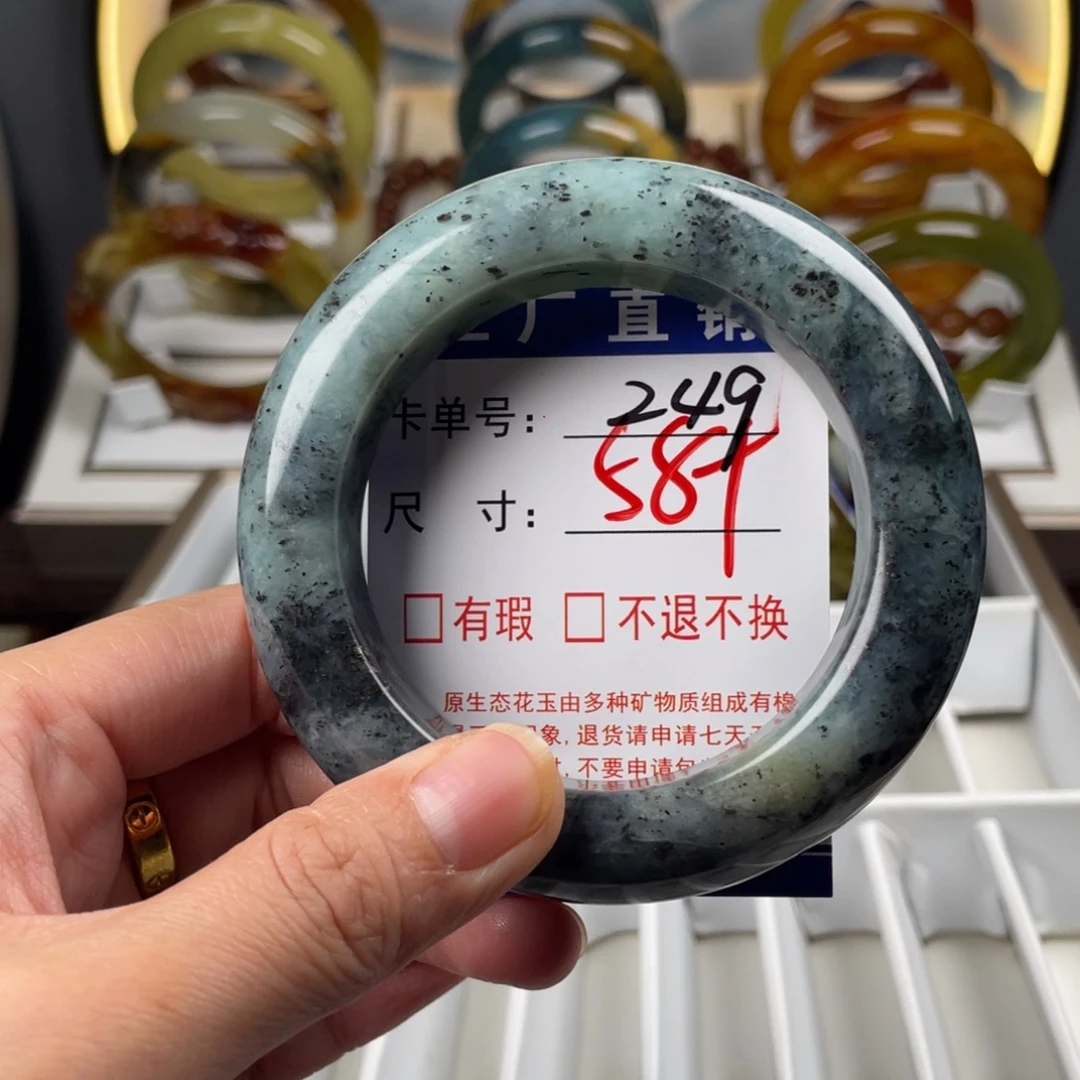 厂直销
卡单号: 249
尺 寸: 584
□有瑕 □不退不换
原生态花玉由多种矿物质组成有棉
象,退货请申请七天
,不要申请